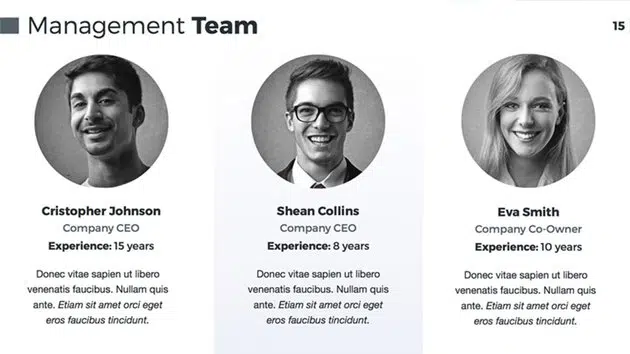 Management Team
15
Cristopher Johnson
Company CEO
Experience: 15 years
Donec vitae sapien ut libero
venenatis faucibus. Nullam quis
ante. Etiam sit amet orci eget
eros faucibus tincidunt.
Shean Collins
Company CEO
Experience: 8 years
Donec vitae sapien ut libero
venenatis faucibus. Nullam quis
ante. Etiam sit amet orci eget
eros faucibus tincidunt.
Eva Smith
Company Co-Owner
Experience: 10 years
Donec vitae sapien ut libero
venenatis faucibus. Nullam quis
ante. Etiam sit amet orci eget
eros faucibus tincidunt.